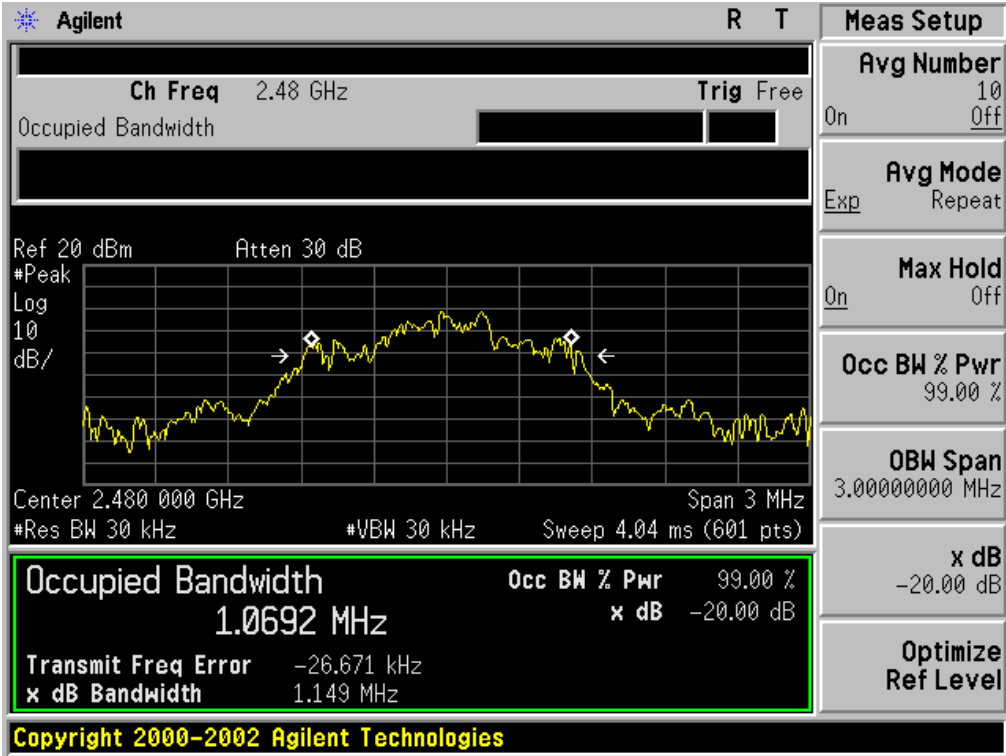 Agilent R T
Ch Freq 2.48 GHz Trig Free
Occupied Bandwidth
Ref 20 dBm Atten 30 dB
#Peak
Log
10
dB/
Center 2.480 000 GHz Span 3 MHz
#Res BW 30 kHz #VBW 30 kHz Sweep 4.04 ms (601 pts)
Occupied Bandwidth
1.0692 MHz
Occ BW % Pwr 99.00 %
x dB -20.00 dB
Transmit Freq Error -26.671 kHz
x dB Bandwidth 1.149 MHz
Copyright 2000-2002 Agilent Technologies
Meas Setup
Avg Number
10
On Off
Avg Mode
Exp Repeat
Max Hold
On Off
Occ BW % Pwr
99.00 %
OBW Span
3.00000000 MHz
x dB
-20.00 dB
Optimize
Ref Level